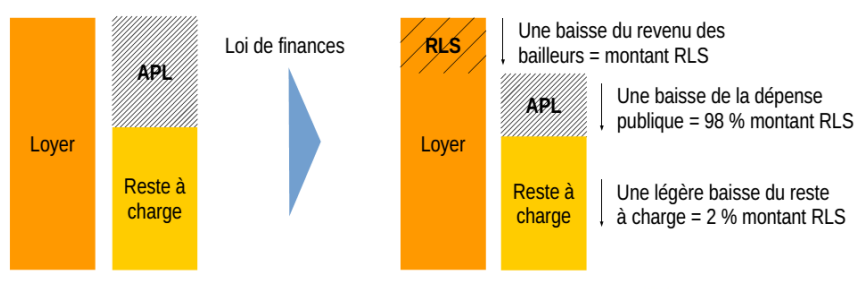 Loyer
APL
Reste à
charge
Loi de finances
RLS
Loyer
APL
Reste à
charge
Une baisse du revenu des
bailleurs = montant RLS
Une baisse de la dépense
publique = 98 % montant RLS
Une légère baisse du reste
à charge = 2 % montant RLS